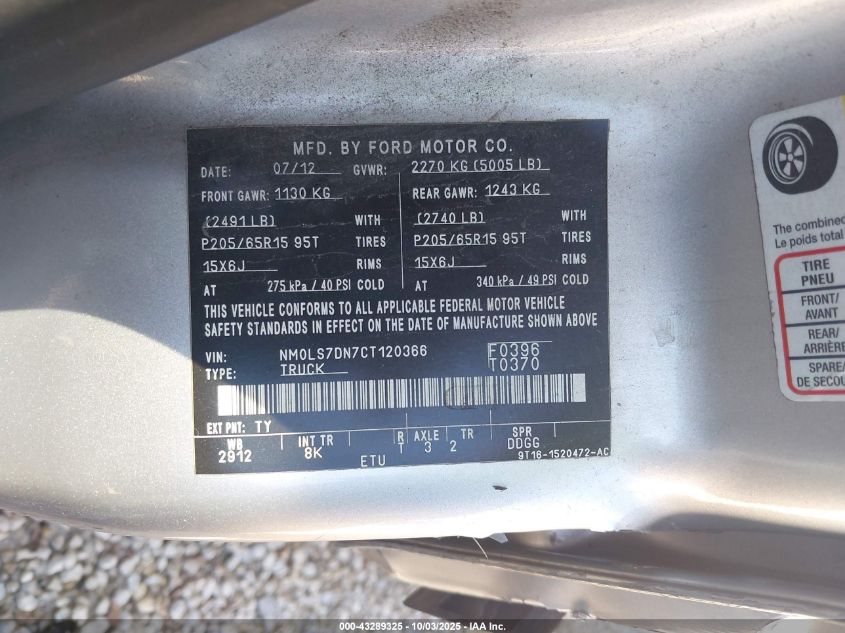 MFD. BY FORD MOTOR CO.
DATE: 07/12 GVWR: 2270 KG (5005 LB)
FRONT GAWR: 1130 KG REAR GAWR: 1243 KG
(2491 LB) WITH (2740 LB) WITH
P205/65R15 95T TIRES P205/65R15 95T TIRES
15X6J RIMS 15X6J RIMS
AT 275 kPa / 40 PSI COLD AT 340 kPa / 49 PSI COLD
THIS VEHICLE CONFORMS TO ALL APPLICABLE FEDERAL MOTOR VEHICLE
SAFETY STANDARDS IN EFFECT ON THE DATE OF MANUFACTURE SHOWN ABOVE
VIN: NM0LS7DN7CT120366 F0396
TYPE: TRUCK T0370
EXT PNT: TY
WB INT TR R AXLE TR SPR
2912 8K T 3 2 DDGG
ETU 9T16-1520472-AC
The combined
Le poids total
TIRE
PNEU
FRONT/
AVANT
REAR/
ARRIÈRE
SPARE/
DE SECOU
000-43289325 - 10/03/2025 - IAA Inc.